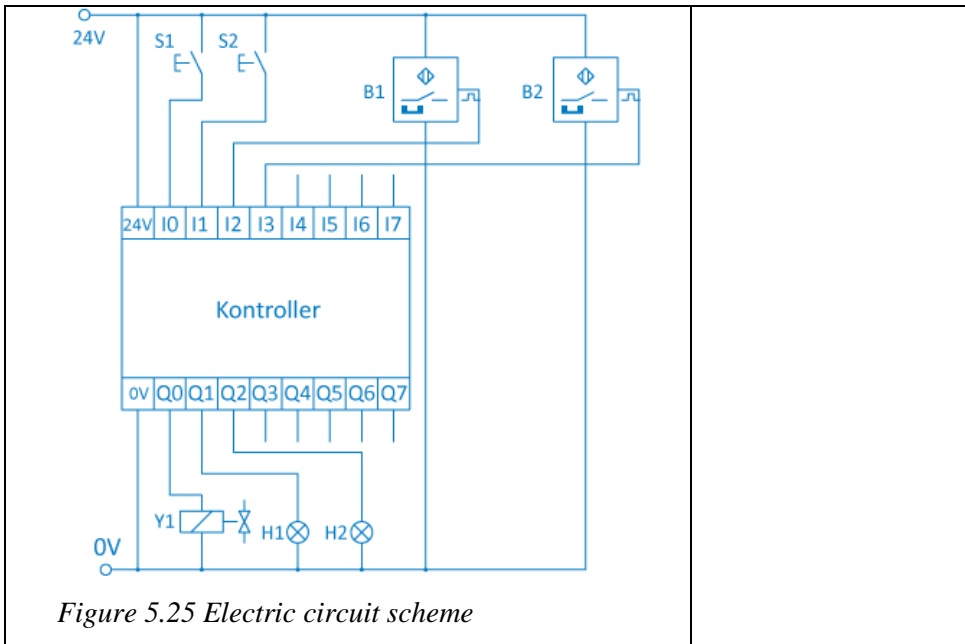 24V
S1 S2
B1 B2
24V I0 I1 I2 I3 I4 I5 I6 I7
Kontroller
0V Q0 Q1 Q2 Q3 Q4 Q5 Q6 Q7
Y1 H1 H2
0V
Figure 5.25 Electric circuit scheme